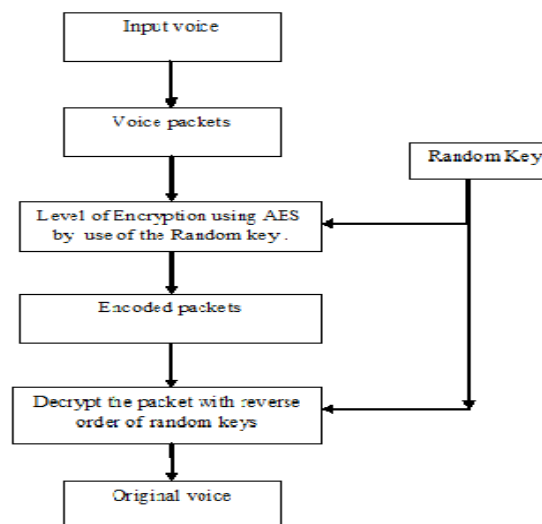 Input voice
Voice packets
Random Key
Level of Encryption using AES
by use of the Random key .
Encoded packets
Decrypt the packet with reverse
order of random keys
Original voice